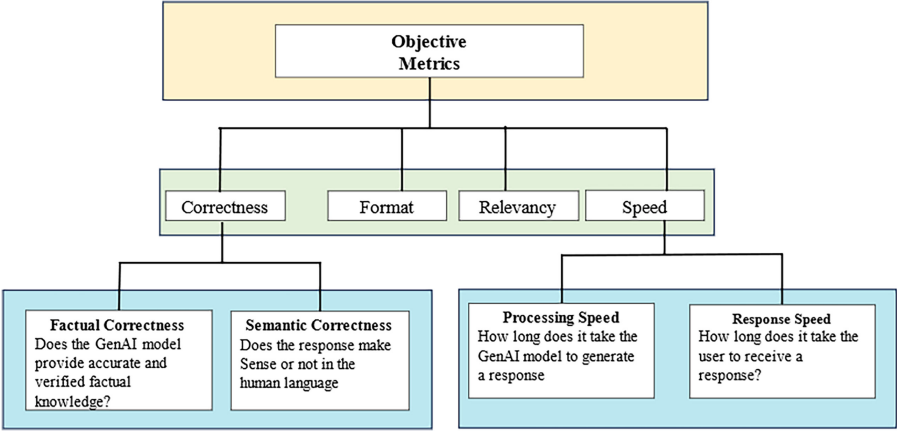 Objective
Metrics
Correctness
Format
Relevancy
Speed
Factual Correctness
Does the GenAI model
provide accurate and
verified factual
knowledge?
Semantic Correctness
Does the response make
Sense or not in the
human language
Processing Speed
How long does it take the
GenAI model to generate
a response
Response Speed
How long does it take the
user to receive a
response?